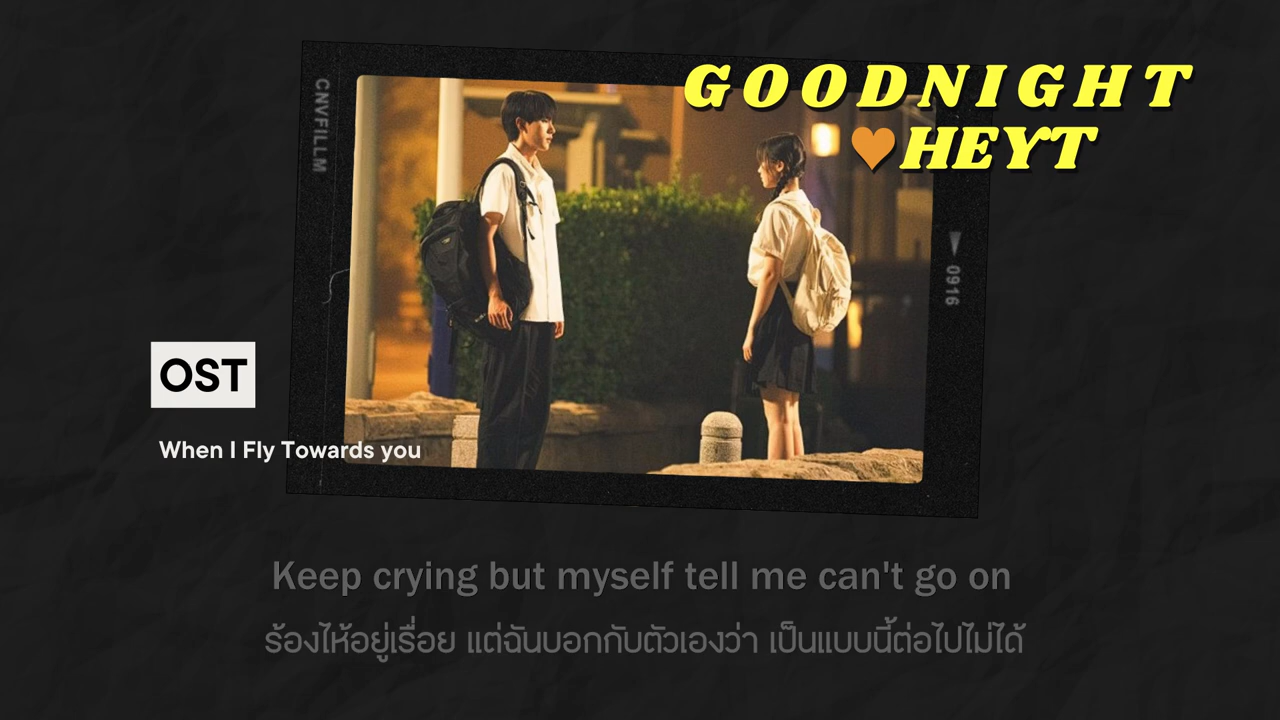 GOODNIGHT
🧡HEYT
CNVFILLM
0916
OST
When I Fly Towards you
Keep crying but myself tell me can't go on
ร้องไห้อยู่เรื่อย แต่ฉันบอกกับตัวเองว่า เป็นแบบนี้ต่อไปไม่ได้